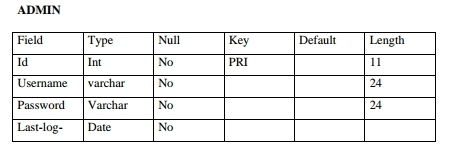 ADMIN
Field Type Null Key Default Length
Id Int No PRI 11
Username varchar No 24
Password Varchar No 24
Last-log- Date No